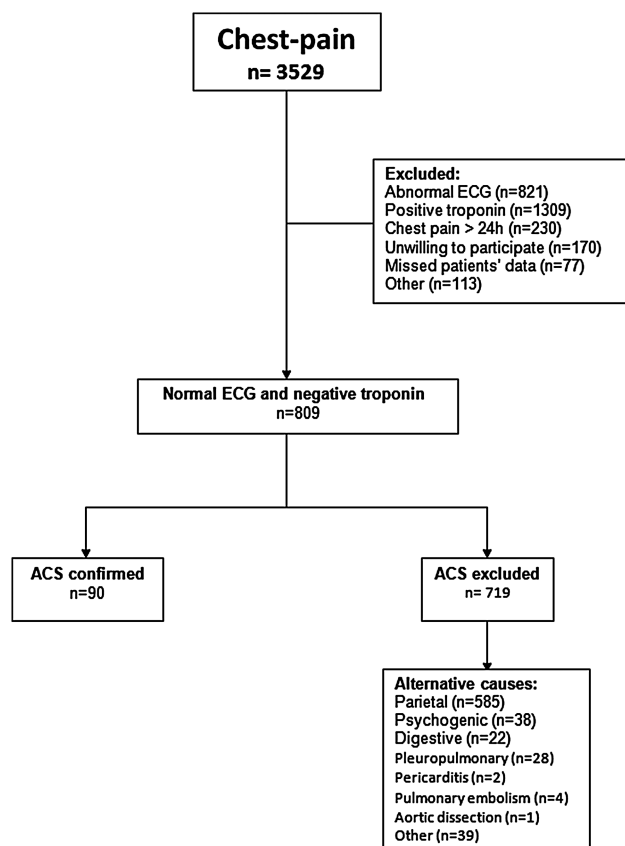 Chest-pain
n= 3529
Excluded:
Abnormal ECG (n=821)
Positive troponin (n=1309)
Chest pain > 24h (n=230)
Unwilling to participate (n=170)
Missed patients' data (n=77)
Other (n=113)
Normal ECG and negative troponin
n=809
ACS confirmed
n=90
ACS excluded
n= 719
Alternative causes:
Parietal (n=585)
Psychogenic (n=38)
Digestive (n=22)
Pleuropulmonary (n=28)
Pericarditis (n=2)
Pulmonary embolism (n=4)
Aortic dissection (n=1)
Other (n=39)